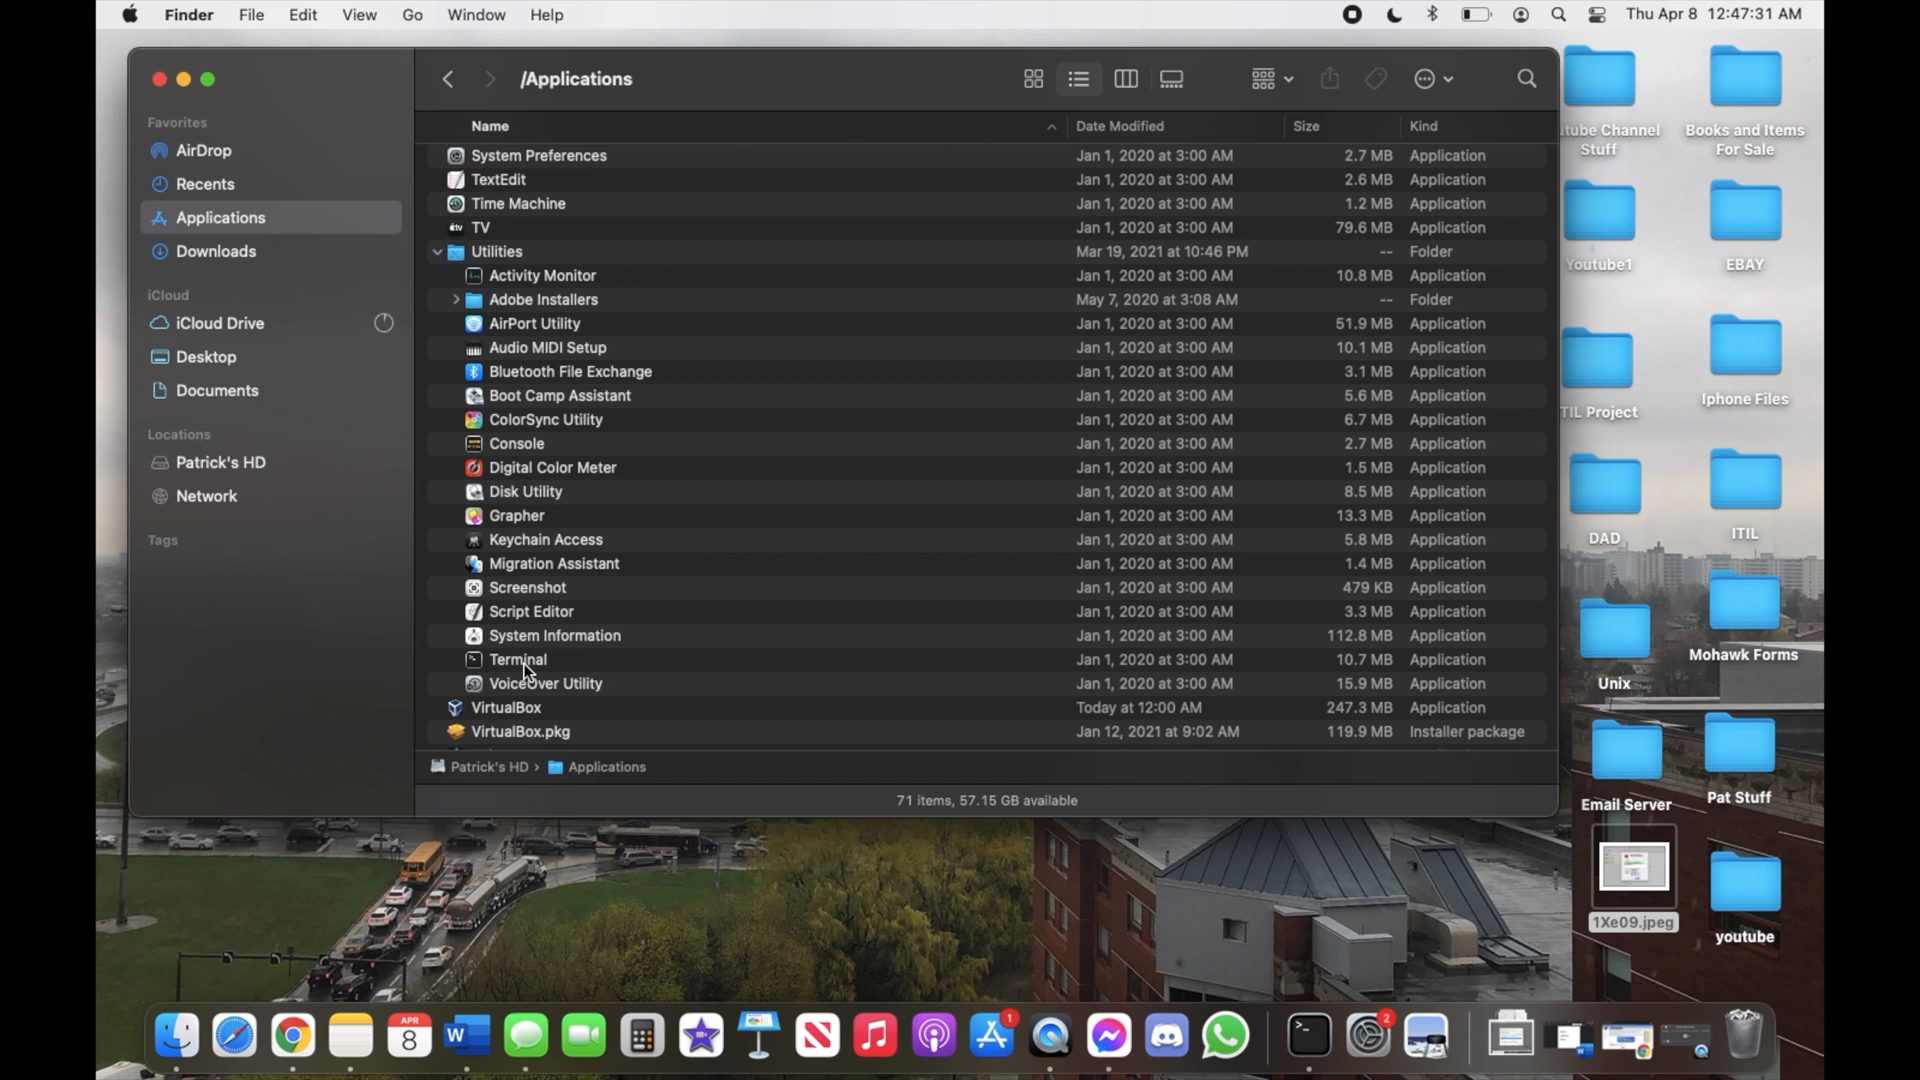 Finder File Edit View Go Window Help Thu Apr 8 12:47:31 AM
/Applications
Favorites
AirDrop
Recents
Applications
Downloads
iCloud
iCloud Drive
Desktop
Documents
Locations
Patrick's HD
Network
Tags
Name Date Modified Size Kind
System Preferences Jan 1, 2020 at 3:00 AM 2.7 MB Application
TextEdit Jan 1, 2020 at 3:00 AM 2.6 MB Application
Time Machine Jan 1, 2020 at 3:00 AM 1.2 MB Application
TV Jan 1, 2020 at 3:00 AM 79.6 MB Application
Utilities Mar 19, 2021 at 10:46 PM -- Folder
Activity Monitor Jan 1, 2020 at 3:00 AM 10.8 MB Application
Adobe Installers May 7, 2020 at 3:08 AM -- Folder
AirPort Utility Jan 1, 2020 at 3:00 AM 51.9 MB Application
Audio MIDI Setup Jan 1, 2020 at 3:00 AM 10.1 MB Application
Bluetooth File Exchange Jan 1, 2020 at 3:00 AM 3.1 MB Application
Boot Camp Assistant Jan 1, 2020 at 3:00 AM 5.6 MB Application
ColorSync Utility Jan 1, 2020 at 3:00 AM 6.7 MB Application
Console Jan 1, 2020 at 3:00 AM 2.7 MB Application
Digital Color Meter Jan 1, 2020 at 3:00 AM 1.5 MB Application
Disk Utility Jan 1, 2020 at 3:00 AM 8.5 MB Application
Grapher Jan 1, 2020 at 3:00 AM 13.3 MB Application
Keychain Access Jan 1, 2020 at 3:00 AM 5.8 MB Application
Migration Assistant Jan 1, 2020 at 3:00 AM 1.4 MB Application
Screenshot Jan 1, 2020 at 3:00 AM 479 KB Application
Script Editor Jan 1, 2020 at 3:00 AM 3.3 MB Application
System Information Jan 1, 2020 at 3:00 AM 112.8 MB Application
Terminal Jan 1, 2020 at 3:00 AM 10.7 MB Application
VoiceOver Utility Jan 1, 2020 at 3:00 AM 15.9 MB Application
VirtualBox Today at 12:00 AM 247.3 MB Application
VirtualBox.pkg Jan 12, 2021 at 9:02 AM 119.9 MB Installer package
Patrick's HD › Applications
71 items, 57.15 GB available
utube Channel
Stuff
Books and Items
For Sale
Youtube1
EBAY
TIL Project
Iphone Files
DAD
ITIL
Unix
Mohawk Forms
Email Server
Pat Stuff
1Xe09.jpeg
youtube
APR
8
W
1
2